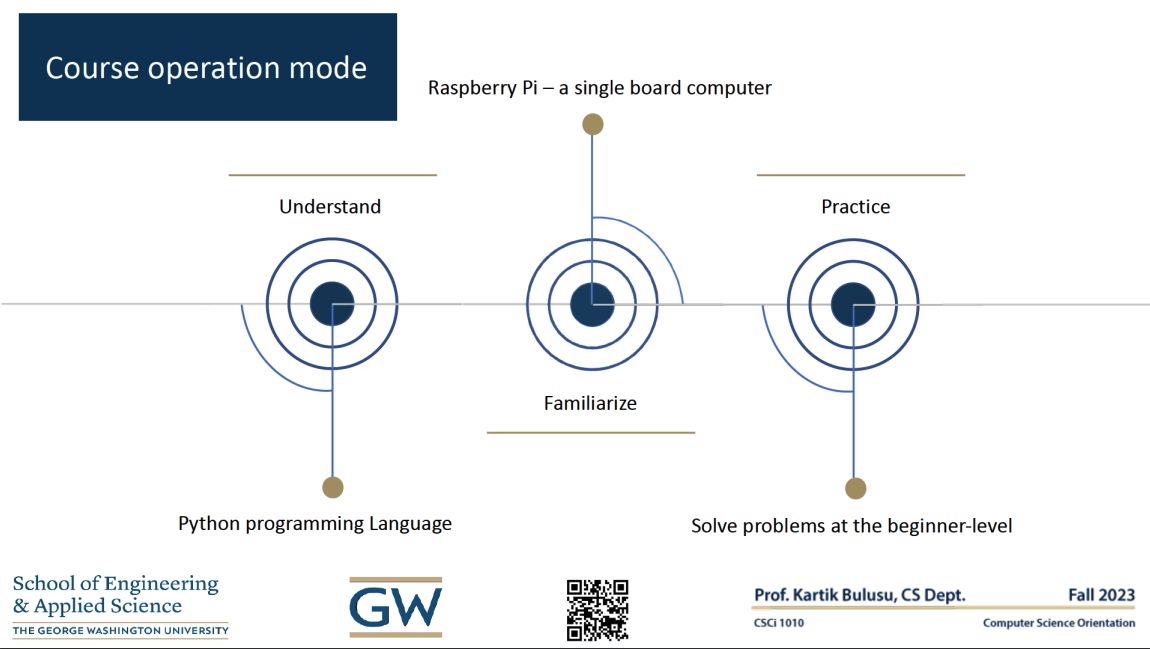 Course operation mode
Raspberry Pi – a single board computer
Understand
Practice
Familiarize
Python programming Language
Solve problems at the beginner-level
School of Engineering
& Applied Science
THE GEORGE WASHINGTON UNIVERSITY
GW
Prof. Kartik Bulusu, CS Dept.
Fall 2023
CSCi 1010
Computer Science Orientation